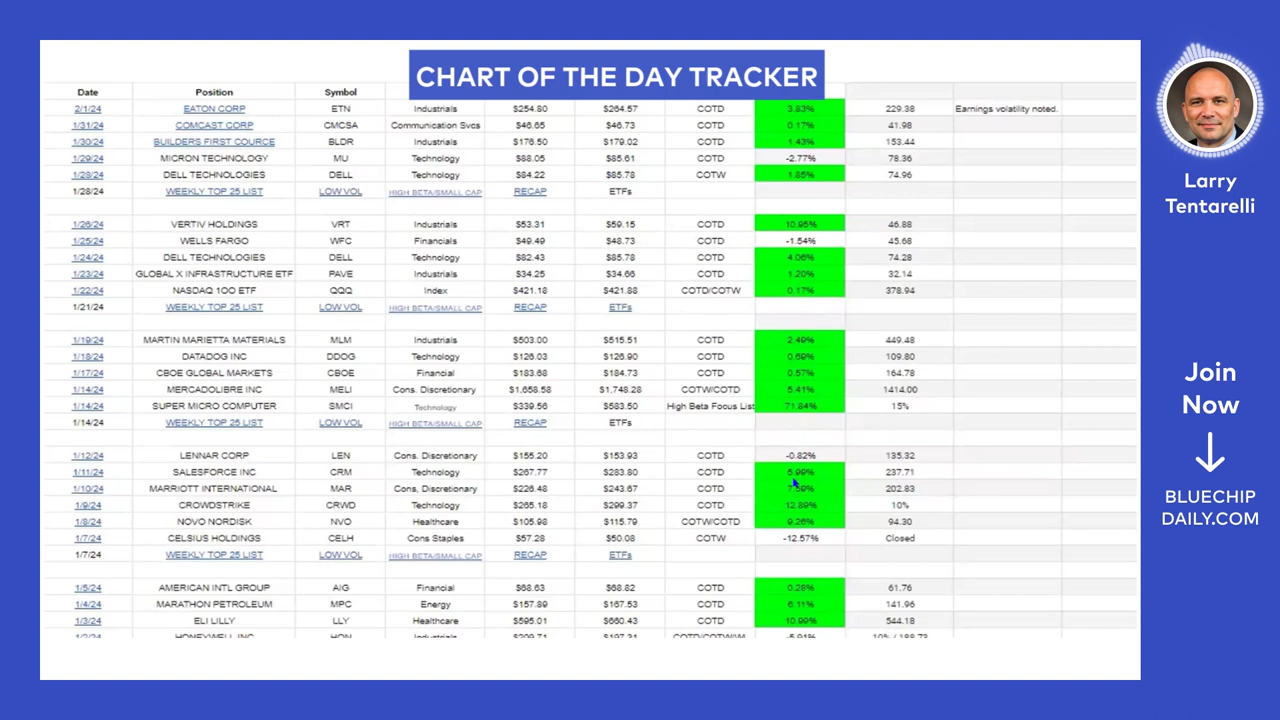 CHART OF THE DAY TRACKER
Date Position Symbol
2/1/24 EATON CORP ETN Industrials $254.80 $264.57 COTD 3.83% 229.38 Earnings volatility noted.
1/31/24 COMCAST CORP CMCSA Communication Svcs $46.65 $46.73 COTD 0.17% 41.98
1/30/24 BUILDERS FIRST COURCE BLDR Industrials $176.50 $179.02 COTD 1.43% 153.44
1/29/24 MICRON TECHNOLOGY MU Technology $88.05 $85.61 COTD -2.77% 78.36
1/28/24 DELL TECHNOLOGIES DELL Technology $84.22 $85.78 COTW 1.85% 74.96
1/28/24 WEEKLY TOP 25 LIST LOW VOL HIGH BETA/SMALL CAP RECAP ETFs
1/26/24 VERTIV HOLDINGS VRT Industrials $53.31 $59.15 COTD 10.95% 46.88
1/25/24 WELLS FARGO WFC Financials $49.49 $48.73 COTD -1.54% 45.68
1/24/24 DELL TECHNOLOGIES DELL Technology $82.43 $85.78 COTD 4.06% 74.28
1/23/24 GLOBAL X INFRASTRUCTURE ETF PAVE Industrials $34.25 $34.66 COTD 1.20% 32.14
1/22/24 NASDAQ 100 ETF QQQ Index $421.18 $421.88 COTD/COTW 0.17% 378.94
1/21/24 WEEKLY TOP 25 LIST LOW VOL HIGH BETA/SMALL CAP RECAP ETFs
1/19/24 MARTIN MARIETTA MATERIALS MLM Industrials $503.00 $515.51 COTD 2.49% 449.48
1/18/24 DATADOG INC DDOG Technology $126.03 $126.90 COTD 0.69% 109.80
1/17/24 CBOE GLOBAL MARKETS CBOE Financial $183.68 $184.73 COTD 0.57% 164.78
1/14/24 MERCADOLIBRE INC MELI Cons. Discretionary $1,658.58 $1,748.28 COTW/COTD 5.41% 1414.00
1/14/24 SUPER MICRO COMPUTER SMCI Technology $339.56 $583.50 High Beta Focus List 71.84% 15%
1/14/24 WEEKLY TOP 25 LIST LOW VOL HIGH BETA/SMALL CAP RECAP ETFs
1/12/24 LENNAR CORP LEN Cons. Discretionary $155.20 $153.93 COTD -0.82% 135.32
1/11/24 SALESFORCE INC CRM Technology $267.77 $283.80 COTD 5.99% 237.71
1/10/24 MARRIOTT INTERNATIONAL MAR Cons, Discretionary $226.48 $243.67 COTD 202.83
1/9/24 CROWDSTRIKE CRWD Technology $265.18 $299.37 COTD 12.89% 10%
1/8/24 NOVO NORDISK NVO Healthcare $105.98 $115.79 COTW/COTD 9.26% 94.30
1/7/24 CELSIUS HOLDINGS CELH Cons Staples $57.28 $50.08 COTW -12.57% Closed
1/7/24 WEEKLY TOP 25 LIST LOW VOL HIGH BETA/SMALL CAP RECAP ETFs
1/5/24 AMERICAN INTL GROUP AIG Financial $68.63 $68.82 COTD 0.28% 61.76
1/4/24 MARATHON PETROLEUM MPC Energy $157.89 $167.53 COTD 6.11% 141.96
1/3/24 ELI LILLY LLY Healthcare $595.01 $660.43 COTD 10.99% 544.18
Larry
Tentarelli
Join
Now
BLUECHIP
DAILY.COM